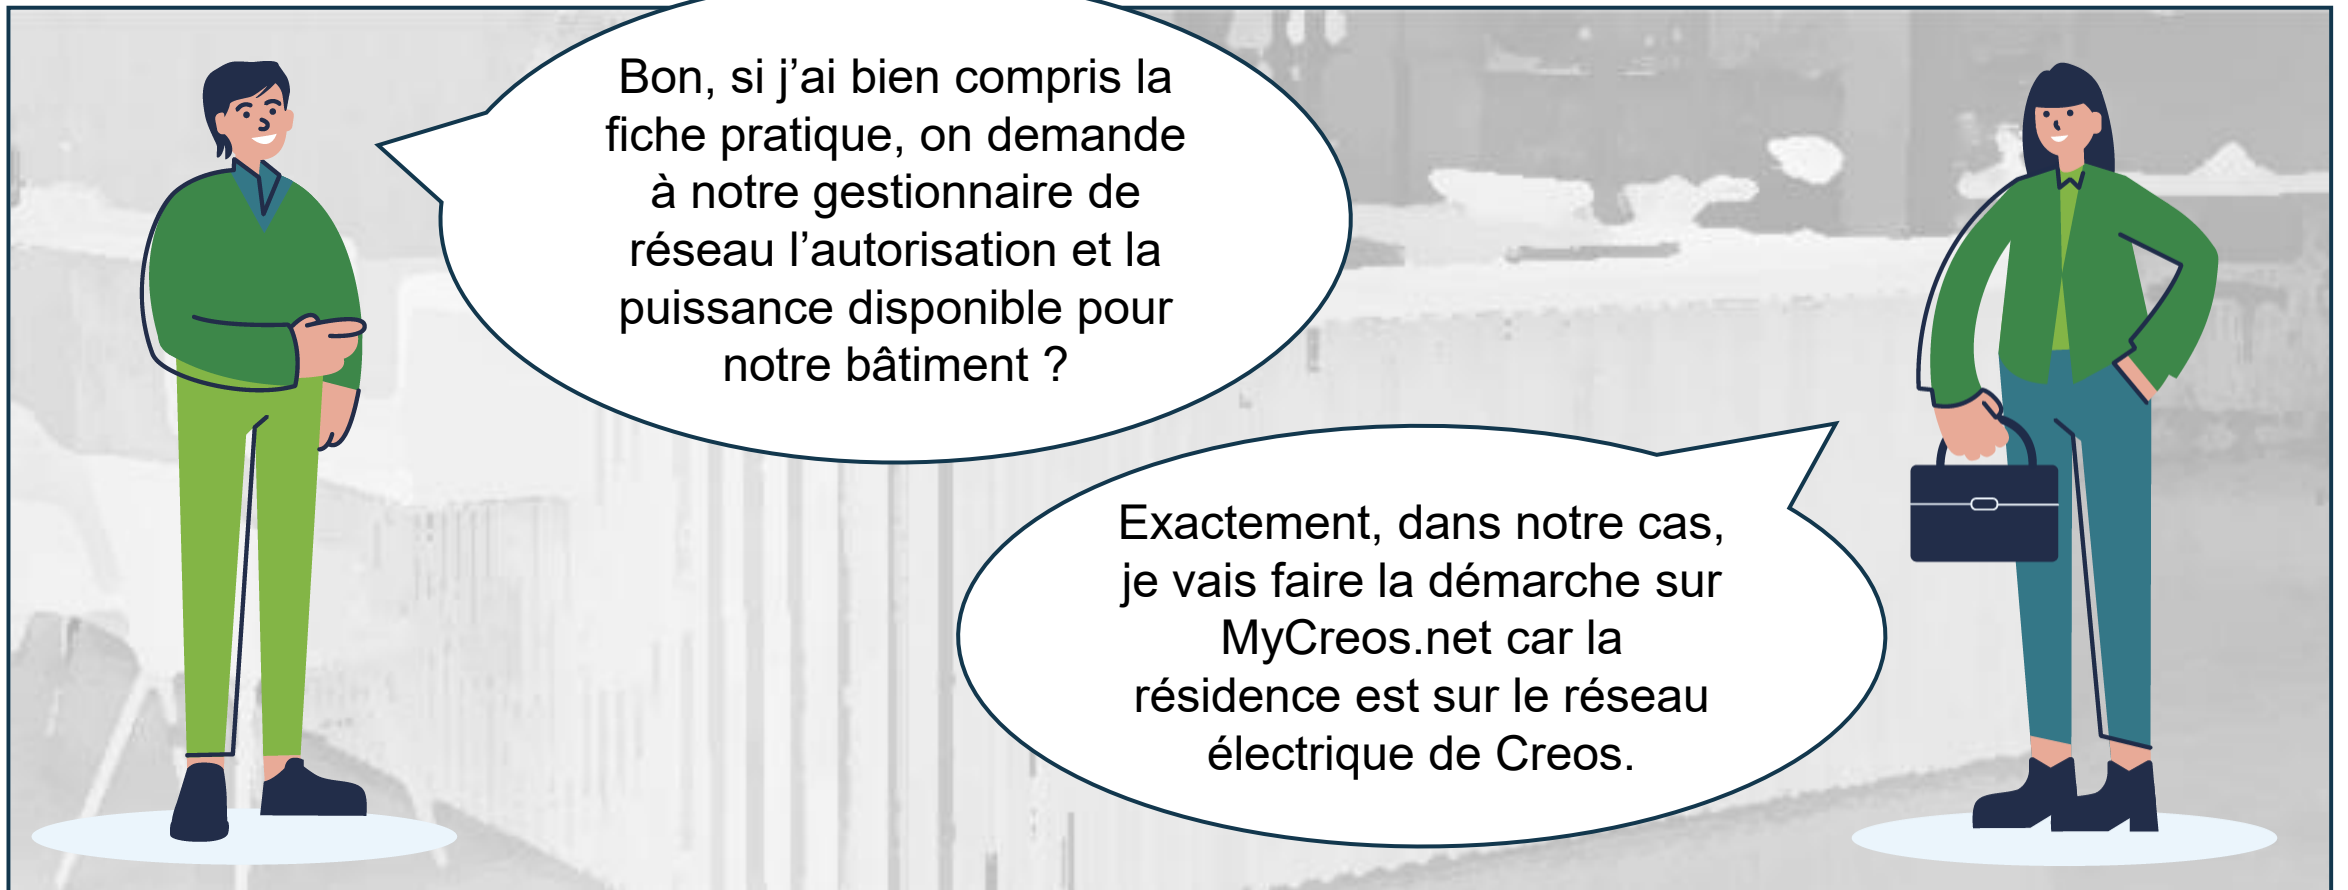 Bon, si j’ai bien compris la
fiche pratique, on demande
à notre gestionnaire de
réseau l’autorisation et la
puissance disponible pour
notre bâtiment ?
Exactement, dans notre cas,
je vais faire la démarche sur
MyCreos.net car la
résidence est sur le réseau
électrique de Creos.